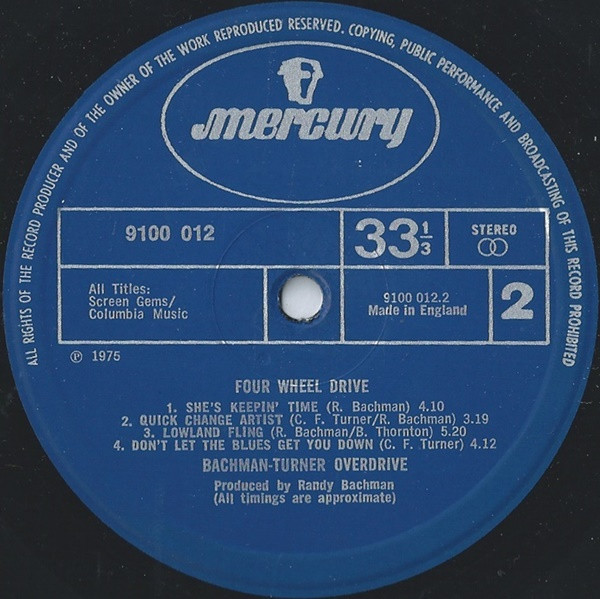 ALL RIGHTS OF THE RECORD PRODUCER AND OF THE OWNER OF THE WORK REPRODUCED RESERVED. COPYING, PUBLIC PERFORMANCE AND BROADCASTING OF THIS RECORD PROHIBITED
mercury
9100 012
33 1/3
STEREO
All Titles:
Screen Gems/
Columbia Music
9100 012.2
Made in England
2
℗ 1975
FOUR WHEEL DRIVE
1. SHE'S KEEPIN' TIME (R. Bachman) 4.10
2. QUICK CHANGE ARTIST (C. F. Turner/R. Bachman) 3.19
3. LOWLAND FLING (R. Bachman/B. Thornton) 5.20
4. DON'T LET THE BLUES GET YOU DOWN (C. F. Turner) 4.12
BACHMAN-TURNER OVERDRIVE
Produced by Randy Bachman
(All timings are approximate)